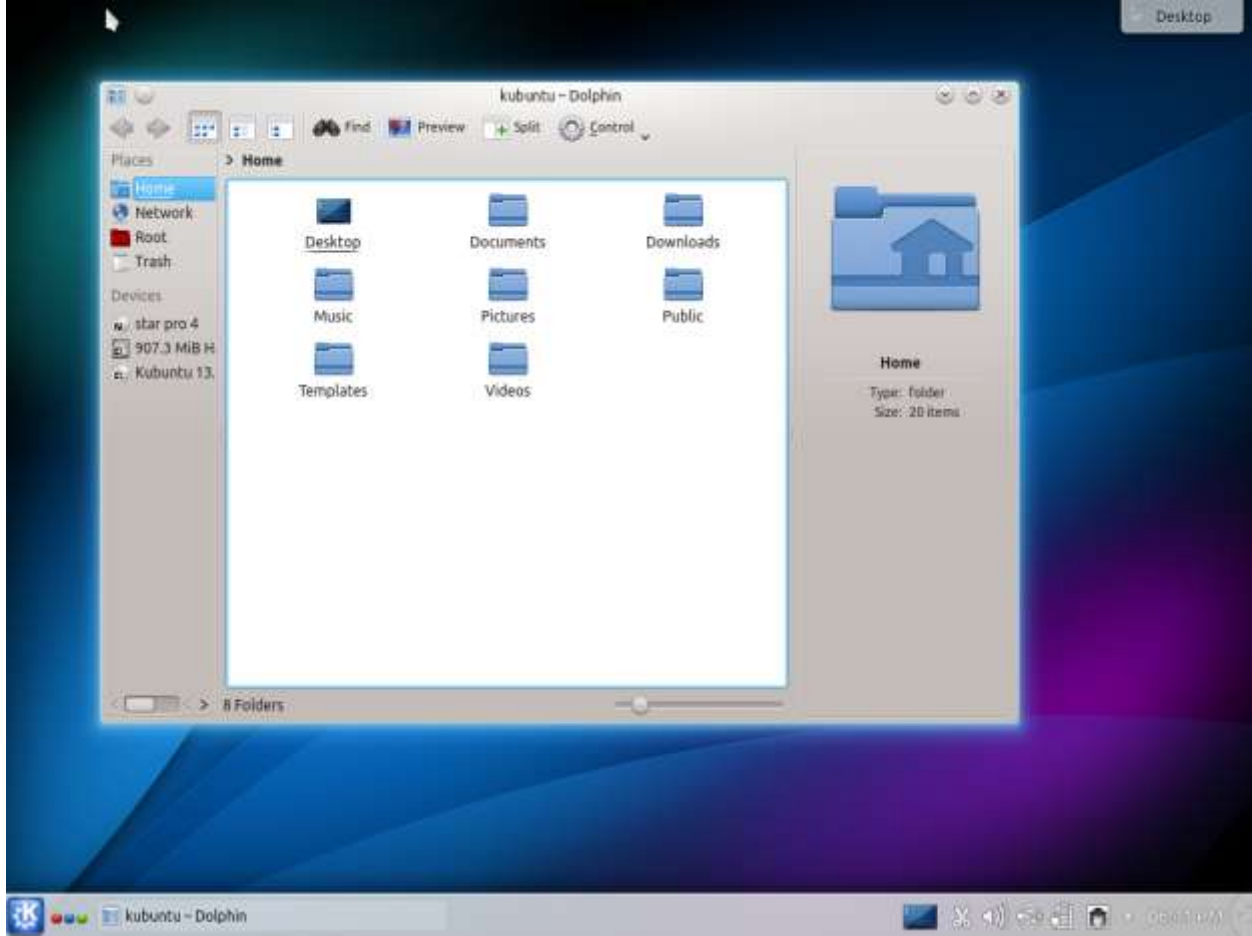 Desktop
kubuntu – Dolphin
Find Preview Split Control
Places
> Home
Home
Network
Root
Trash
Devices
star pro 4
907.3 MiB H
Kubuntu 13.
Desktop Documents Downloads
Music Pictures Public
Templates Videos
Home
Type: folder
Size: 20 items
8 Folders
kubuntu – Dolphin